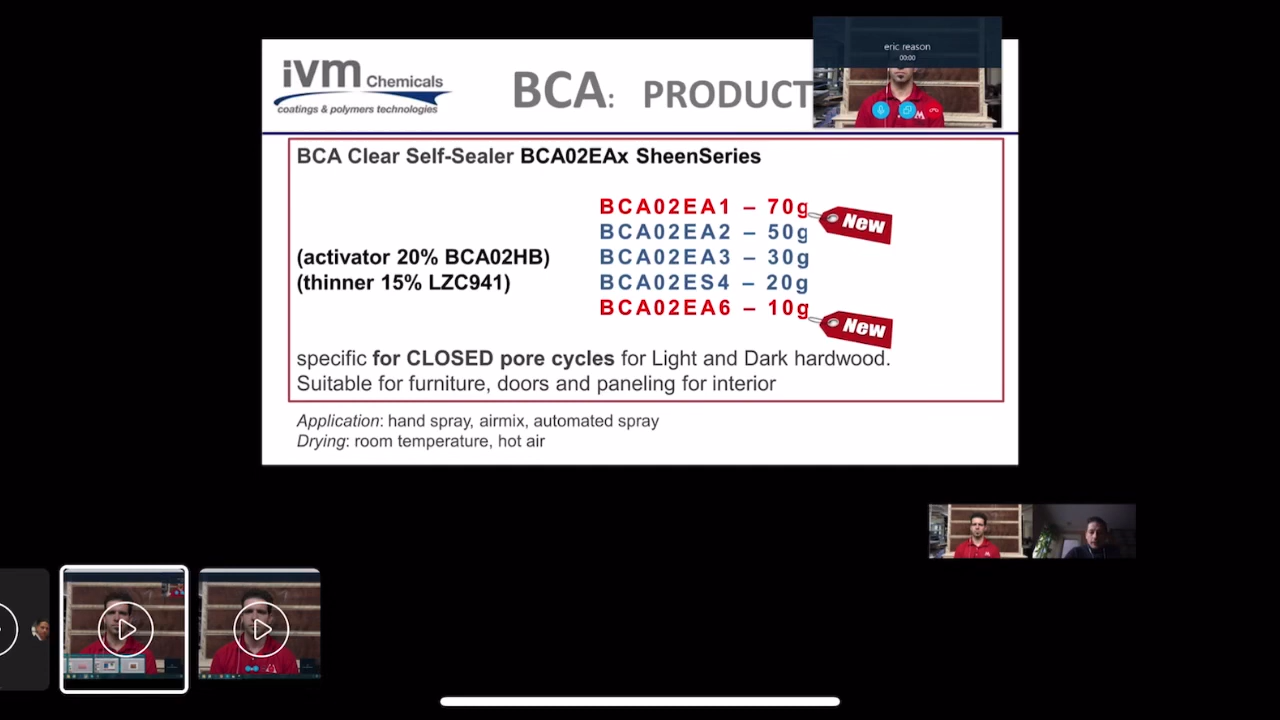 ivm Chemicals
coatings & polymers technologies
BCA: PRODUCT
eric reason
00:00
BCA Clear Self-Sealer BCA02EAx SheenSeries
BCA02EA1 – 70g
New
BCA02EA2 – 50g
(activator 20% BCA02HB)
BCA02EA3 – 30g
(thinner 15% LZC941)
BCA02ES4 – 20g
BCA02EA6 – 10g
New
specific for CLOSED pore cycles for Light and Dark hardwood.
Suitable for furniture, doors and paneling for interior
Application: hand spray, airmix, automated spray
Drying: room temperature, hot air